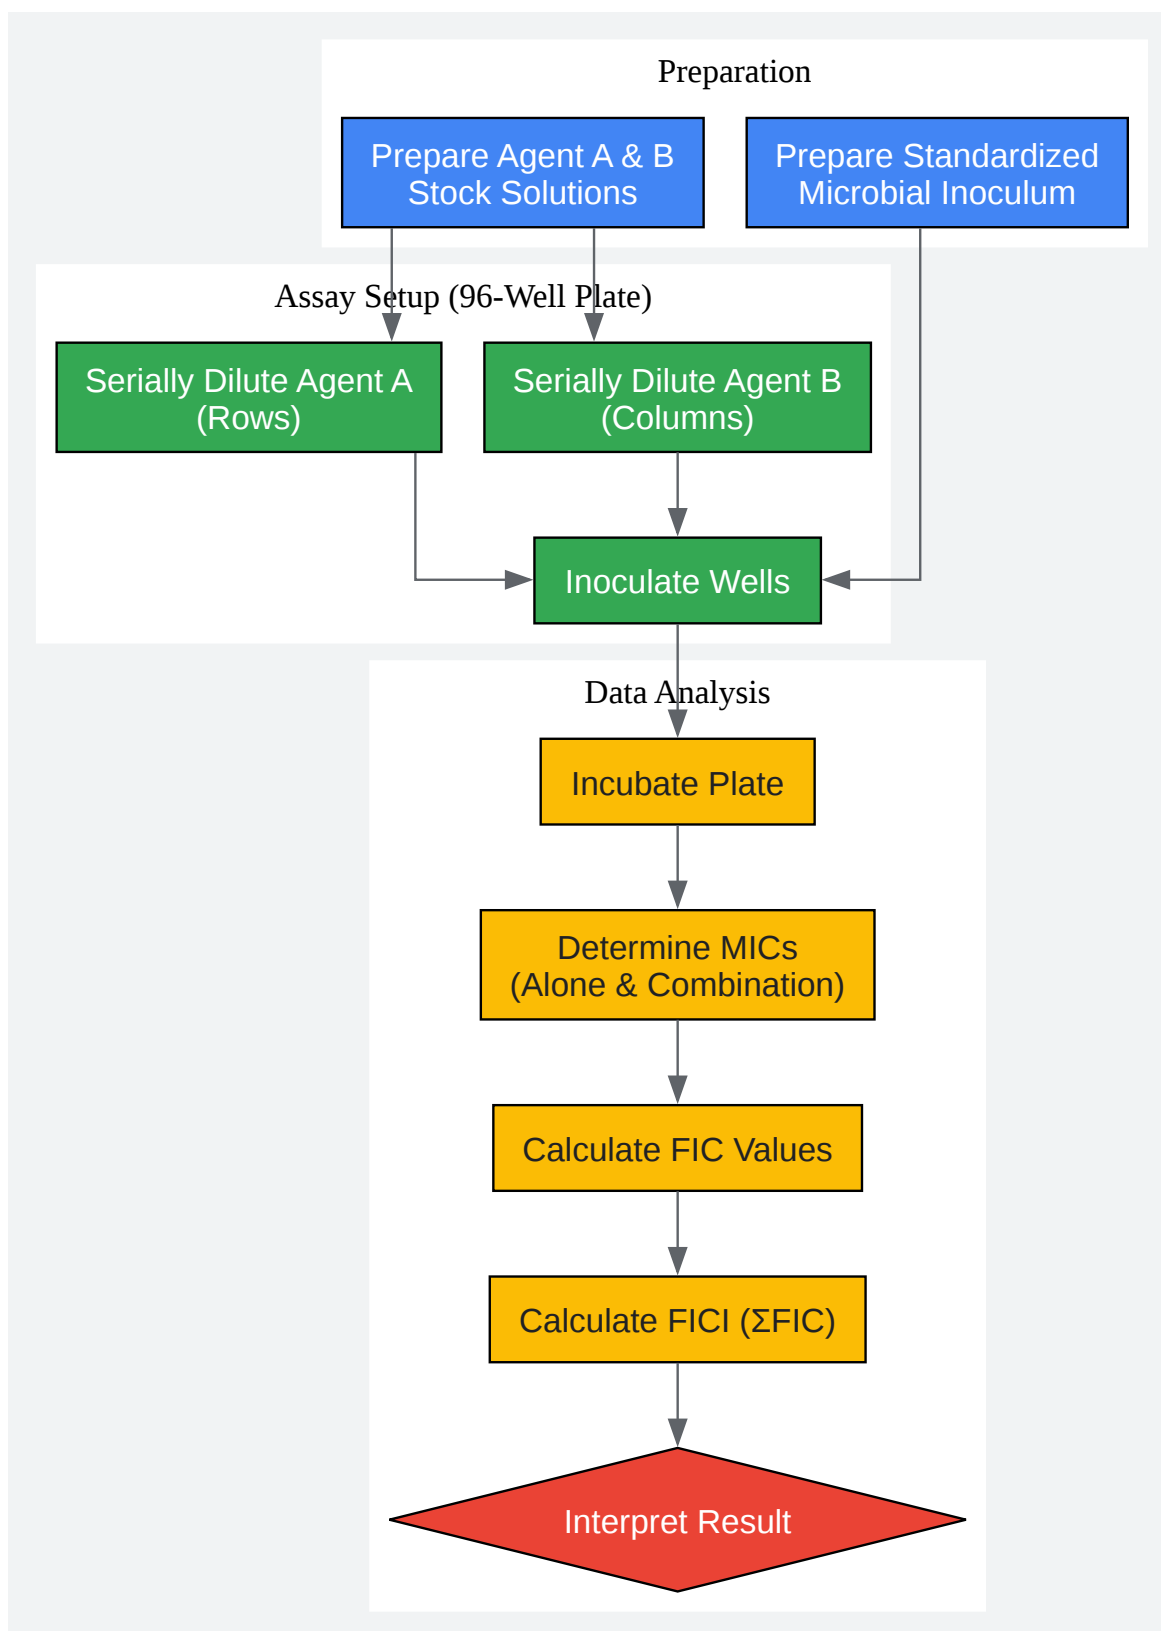 Preparation
Prepare Agent A & B
Stock Solutions
Prepare Standardized
Microbial Inoculum
Assay Setup (96-Well Plate)
Serially Dilute Agent A
(Rows)
Serially Dilute Agent B
(Columns)
Inoculate Wells
Data Analysis
Incubate Plate
Determine MICs
(Alone & Combination)
Calculate FIC Values
Calculate FICI (ΣFIC)
Interpret Result